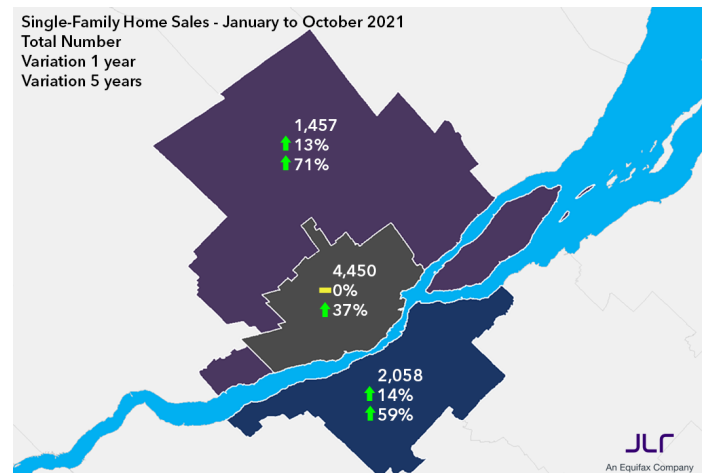 Single-Family Home Sales - January to October 2021
Total Number
Variation 1 year
Variation 5 years
1,457
13%
71%
4,450
0%
37%
2,058
14%
59%
JLR
An Equifax Company